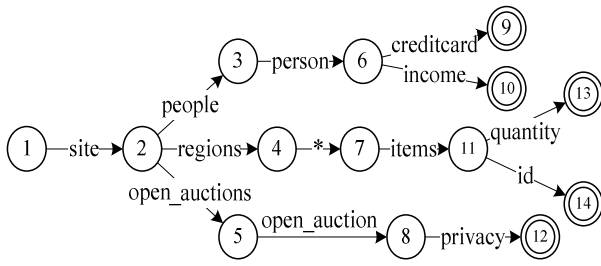 creditcard
9
3
person
6
income
10
13
people
quantity
1
site
2
regions
4
*
7
items
11
id
open_auctions
14
open_auction
5
8
privacy
12